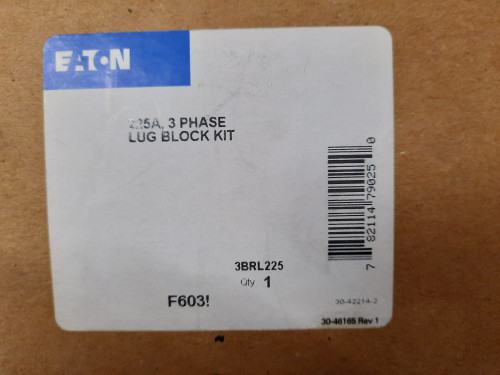 EATON
225A, 3 PHASE
LUG BLOCK KIT
7 82114 79025 0
3BRL225
Qty 1
F603!
30-42214-2
30-46165 Rev 1